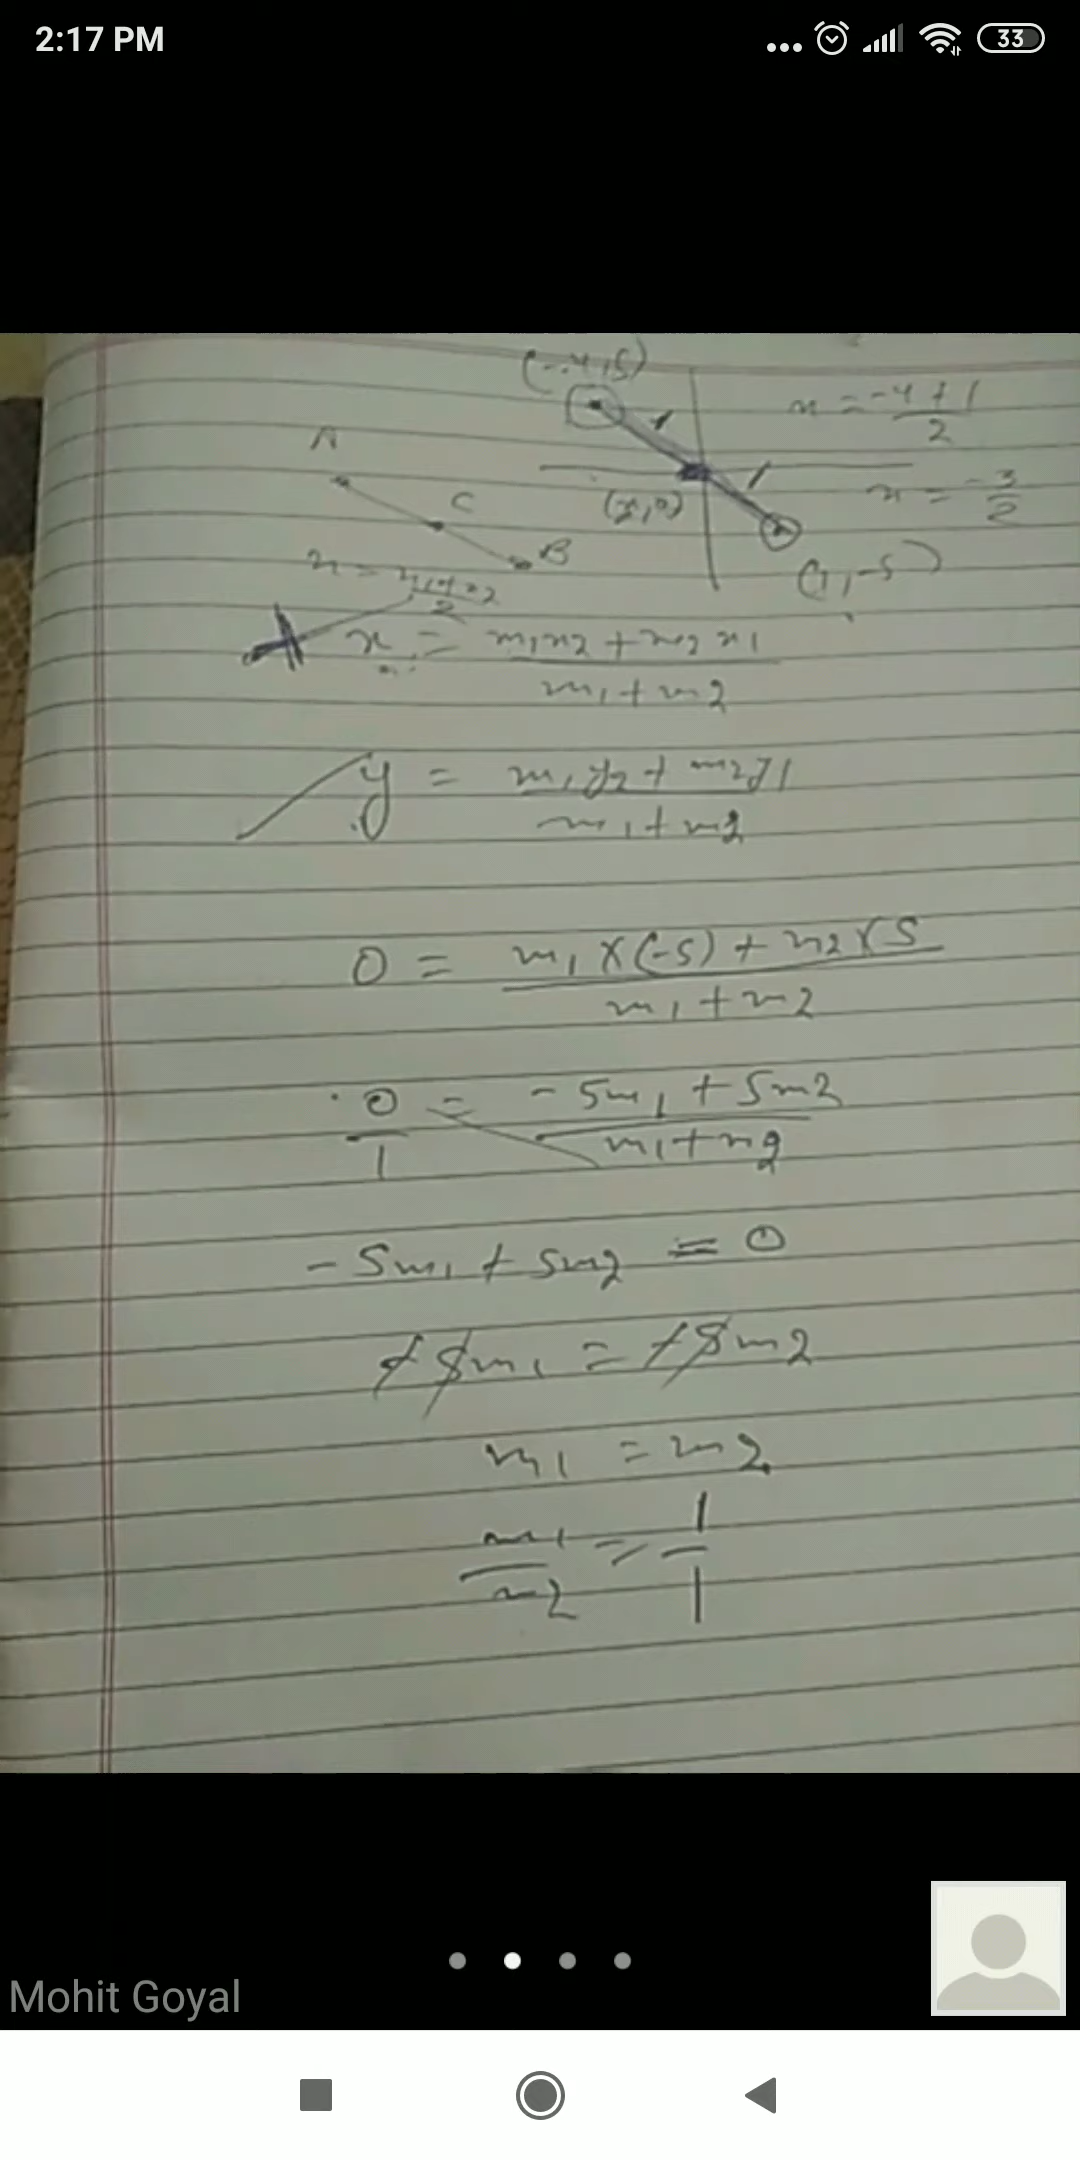 2:17 PM
33
(-4,5)
x = -4+1/2
A
C
(x,0)
x = -3/2
B
(1,-5)
x = x1+x2/2
x = m1x2 + m2x1/m1+m2
y = m1y2 + m2y1/m1+m2
0 = m1×(-5)+m2×5/m1+m2
0/1 = -5m1+5m2/m1+m2
-5m1+5m2 = 0
+5m1 = +5m2
m1 = m2
m1/m2 = 1/1
Mohit Goyal